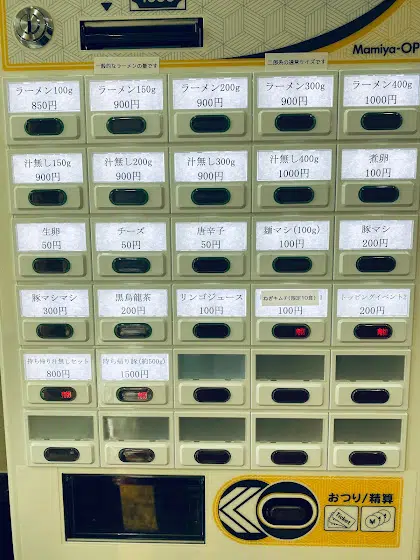 1000
Mamiya-OP
一般的なラーメンの量です
二郎系の通常サイズです
ラーメン100g
850円
ラーメン150g
900円
ラーメン200g
900円
ラーメン300g
900円
ラーメン400g
1000円
汁無し150g
900円
汁無し200g
900円
汁無し300g
900円
汁無し400g
1000円
煮卵
100円
生卵
50円
チーズ
50円
唐辛子
50円
麺マシ(100g)
100円
豚マシ
200円
豚マシマシ
300円
黒烏龍茶
200円
リンゴジュース
100円
ねぎキムチ(限定10食)
100円
トッピングイベント2
200円
持ち帰り汁無しセット
800円
持ち帰り豚(約500g)
1500円
おつり/精算
Ticket
¥